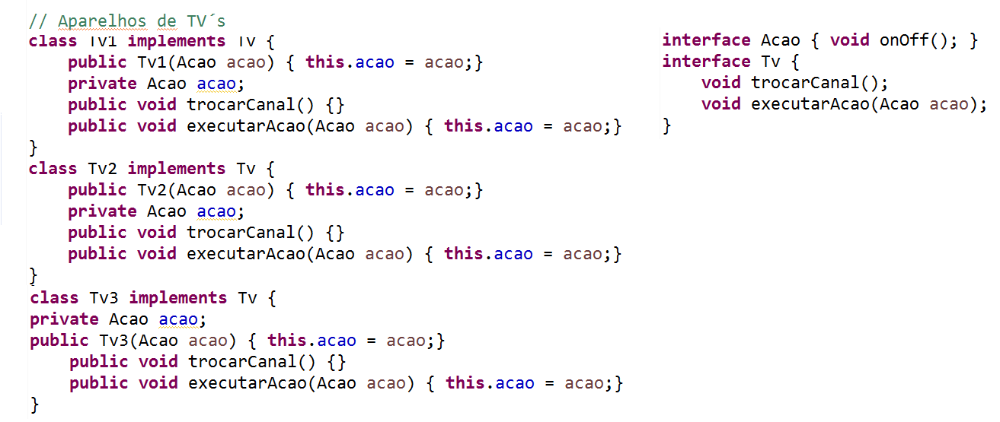 // Aparelhos de TV´s
class Tv1 implements Tv {
    public Tv1(Acao acao) { this.acao = acao;}
    private Acao acao;
    public void trocarCanal() {}
    public void executarAcao(Acao acao) { this.acao = acao;}
}
class Tv2 implements Tv {
    public Tv2(Acao acao) { this.acao = acao;}
    private Acao acao;
    public void trocarCanal() {}
    public void executarAcao(Acao acao) { this.acao = acao;}
}
class Tv3 implements Tv {
private Acao acao;
public Tv3(Acao acao) { this.acao = acao;}
    public void trocarCanal() {}
    public void executarAcao(Acao acao) { this.acao = acao;}
}
interface Acao { void onOff(); }
interface Tv {
    void trocarCanal();
    void executarAcao(Acao acao);
}